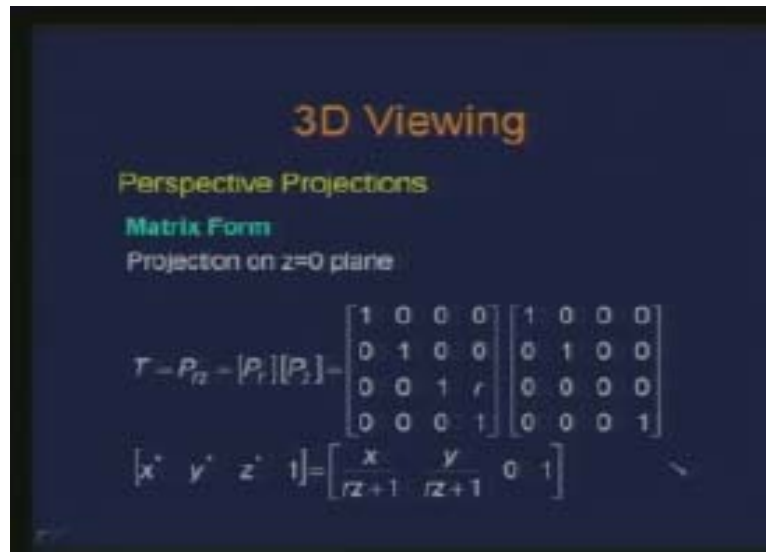 3D Viewing
Perspective Projections
Matrix Form
Projection on z=0 plane
T = P_rz = [P_r][P_z] = [1 0 0 0; 0 1 0 0; 0 0 1 r; 0 0 0 1] [1 0 0 0; 0 1 0 0; 0 0 0 0; 0 0 0 1]
[x* y* z* 1] = [x/(rz+1) y/(rz+1) 0 1]